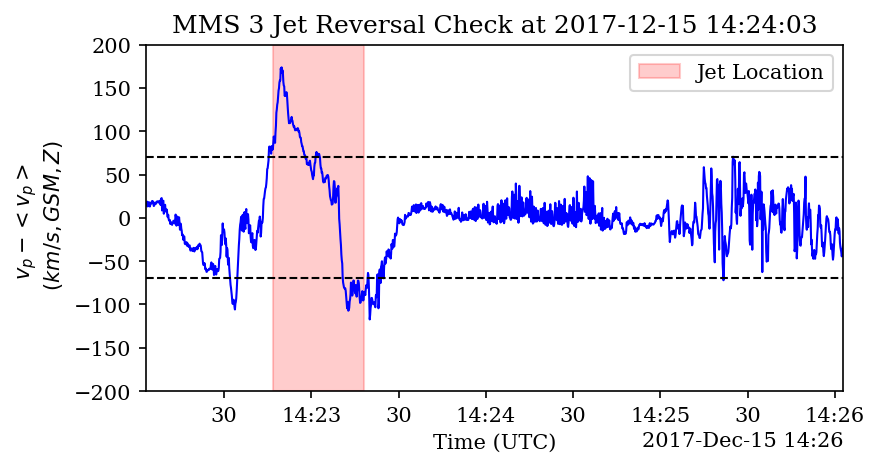 MMS 3 Jet Reversal Check at 2017-12-15 14:24:03
Jet Location
200
150
100
50
0
−50
−100
−150
−200
v_p − < v_p >
(km/s, GSM, Z)
30 14:23 30 14:24 30 14:25 30 14:26
Time (UTC)
2017-Dec-15 14:26